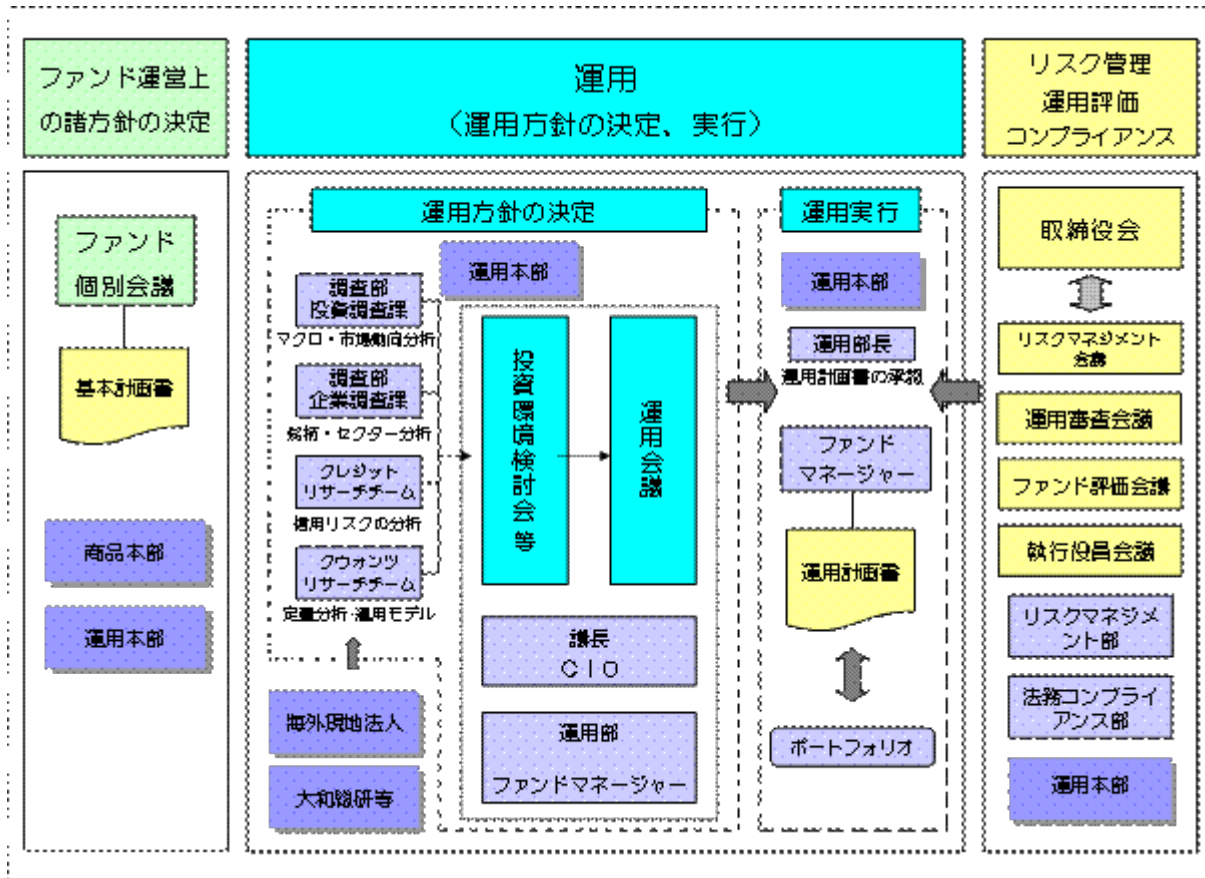 ファンド運営上
の諸方針の決定
運用
（運用方針の決定、実行）
リスク管理
運用評価
コンプライアンス
ファンド
個別会議
基本計画書
商品本部
運用本部
運用方針の決定
運用本部
調査部
投資調査課
マクロ・市場動向分析
調査部
企業調査課
銘柄・セクター分析
クレジット
リサーチチーム
信用リスクの分析
クウォンツ
リサーチチーム
定量分析・運用モデル
海外現地法人
大和総研等
投資環境検討会等
運用会議
議長
ＣＩＯ
運用部
ファンドマネージャー
運用実行
運用本部
運用部長
運用計画書の承認
ファンド
マネージャー
運用計画書
ポートフォリオ
取締役会
リスクマネジメント
会議
運用審査会議
ファンド評価会議
執行役員会議
リスクマネジメ
ント部
法務コンプライ
アンス部
運用本部